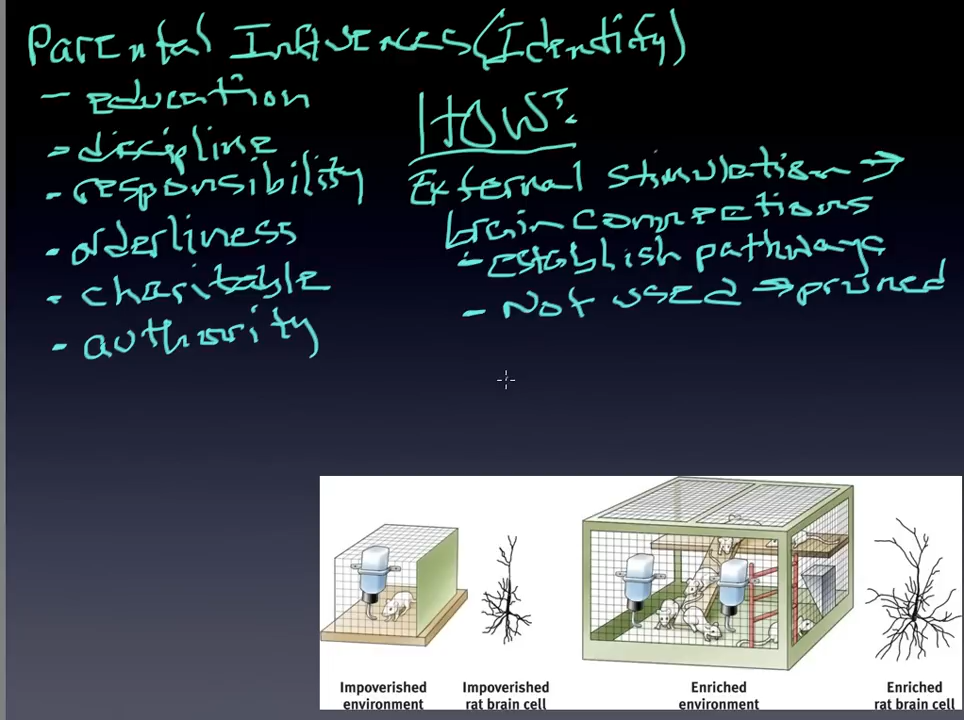 Parental Influences (Identify)
- education
- discipline
- responsibility
- orderliness
- charitable
- authority
HOW?
External stimulation →
brain connections
- establish pathways
- Not used → pruned
Impoverished environment
Impoverished rat brain cell
Enriched environment
Enriched rat brain cell